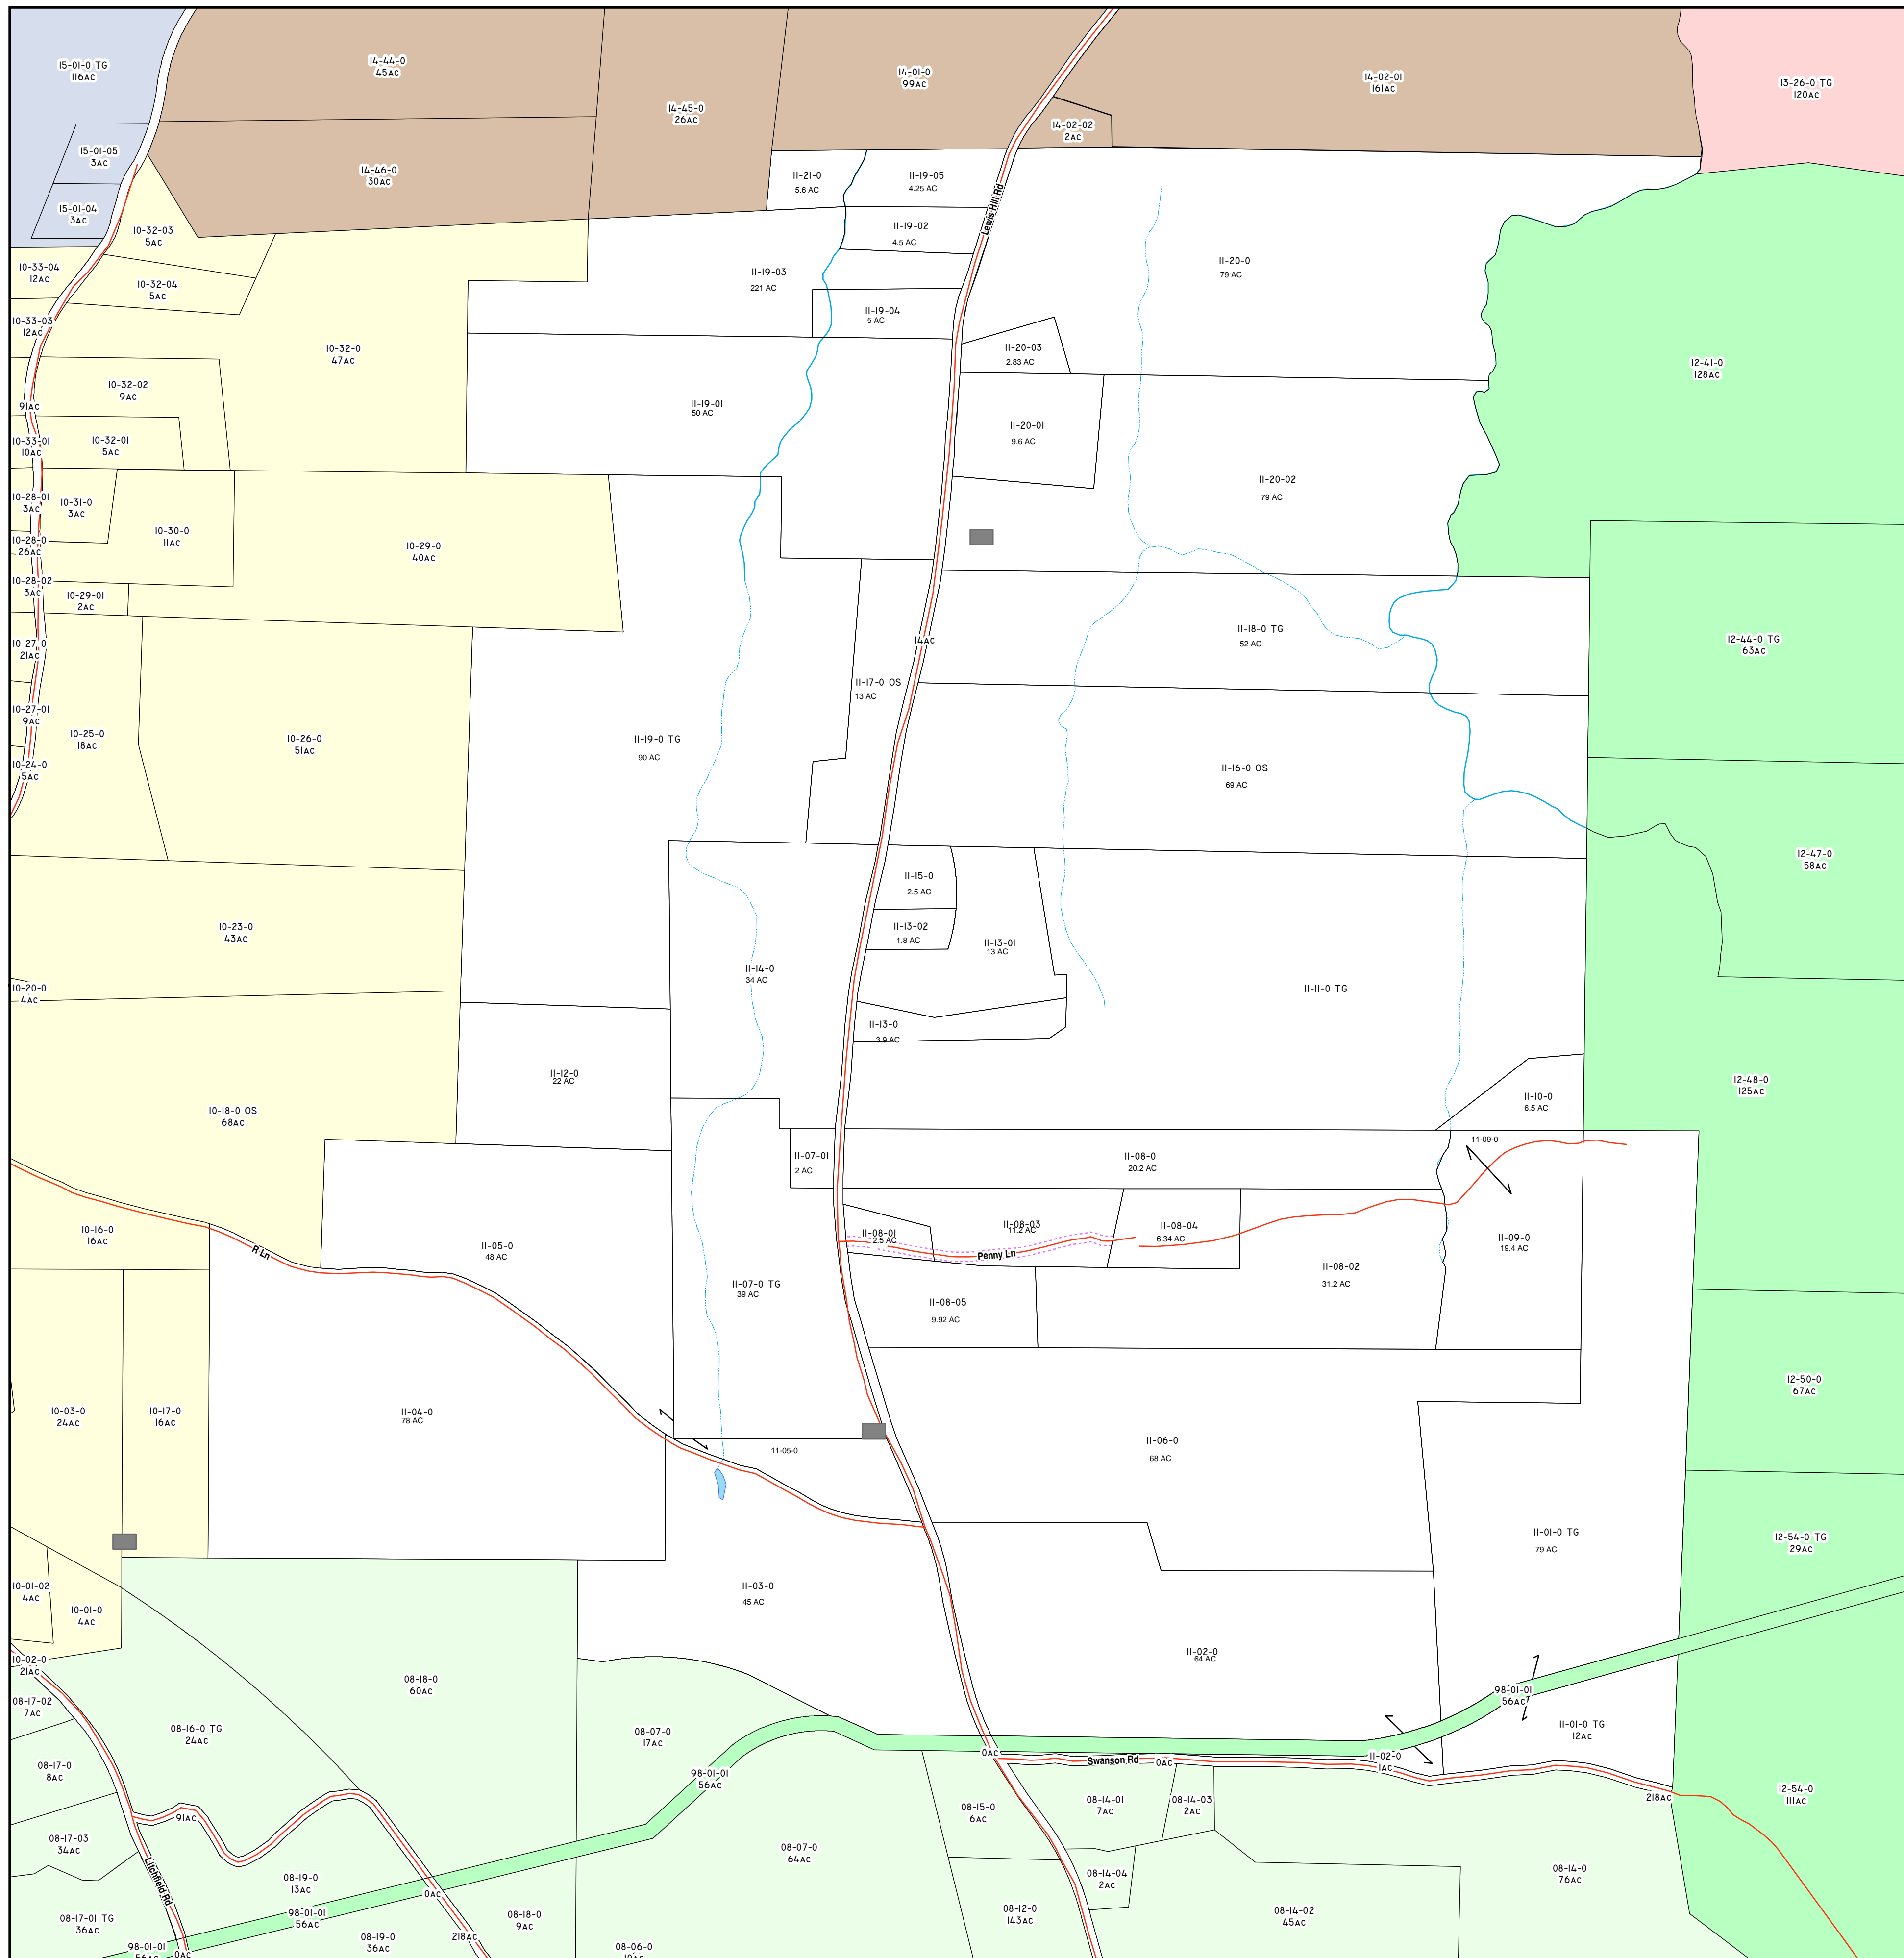 15-01-0 TG
116AC
14-44-0
45AC
14-45-0
26AC
14-01-0
99AC
14-02-01
161AC
13-26-0 TG
120AC
14-02-02
2AC
15-01-05
3AC
14-46-0
30AC
15-01-04
3AC
11-21-0
5.6 AC
11-19-05
4.25 AC
Lewis Hill Rd
10-32-03
5AC
11-19-02
4.5 AC
10-33-04
12AC
10-32-04
5AC
11-19-03
221 AC
11-20-0
79 AC
11-19-04
5 AC
10-33-03
12AC
10-32-0
47AC
11-20-03
2.83 AC
12-41-0
128AC
10-32-02
9AC
91AC
11-19-01
50 AC
11-20-01
9.6 AC
10-33-01
10AC
10-32-01
5AC
11-20-02
79 AC
10-28-01
3AC
10-31-0
3AC
10-30-0
11AC
10-29-0
40AC
10-28-0
26AC
10-28-02
3AC
10-29-01
2AC
14AC
11-18-0 TG
52 AC
12-44-0 TG
63AC
10-27-0
21AC
11-17-0 OS
13 AC
10-27-01
9AC
10-25-0
18AC
10-26-0
51AC
11-19-0 TG
90 AC
10-24-0
5AC
11-16-0 OS
69 AC
12-47-0
58AC
11-15-0
2.5 AC
10-23-0
43AC
11-13-02
1.8 AC
11-13-01
13 AC
11-14-0
34 AC
10-20-0
4AC
11-11-0 TG
11-13-0
3.9 AC
11-12-0
22 AC
12-48-0
125AC
11-10-0
6.5 AC
10-18-0 OS
68AC
11-09-0
11-07-01
2 AC
11-08-0
20.2 AC
10-16-0
16AC
R Ln
11-05-0
48 AC
11-08-01
2.5 AC
11-08-03
11.2 AC
11-08-04
6.34 AC
11-09-0
19.4 AC
Penny Ln
11-08-02
31.2 AC
11-07-0 TG
39 AC
11-08-05
9.92 AC
10-03-0
24AC
10-17-0
16AC
11-04-0
78 AC
12-50-0
67AC
11-05-0
11-06-0
68 AC
11-01-0 TG
79 AC
12-54-0 TG
29AC
10-01-02
4AC
10-01-0
4AC
11-03-0
45 AC
11-02-0
64 AC
10-02-0
21AC
08-18-0
60AC
98-01-01
56AC
08-17-02
7AC
08-16-0 TG
24AC
08-07-0
17AC
11-01-0 TG
12AC
0AC
Swanson Rd
0AC
11-02-0
1AC
08-17-0
8AC
98-01-01
56AC
12-54-0
111AC
218AC
91AC
08-15-0
6AC
08-14-01
7AC
08-14-03
2AC
08-17-03
34AC
08-07-0
64AC
08-14-04
2AC
08-14-0
76AC
Litchfield Rd
08-19-0
13AC
0AC
08-17-01 TG
36AC
98-01-01
56AC
08-18-0
9AC
08-12-0
143AC
08-14-02
45AC
218AC
08-19-0
36AC
98-01-01
56AC
0AC
08-06-0